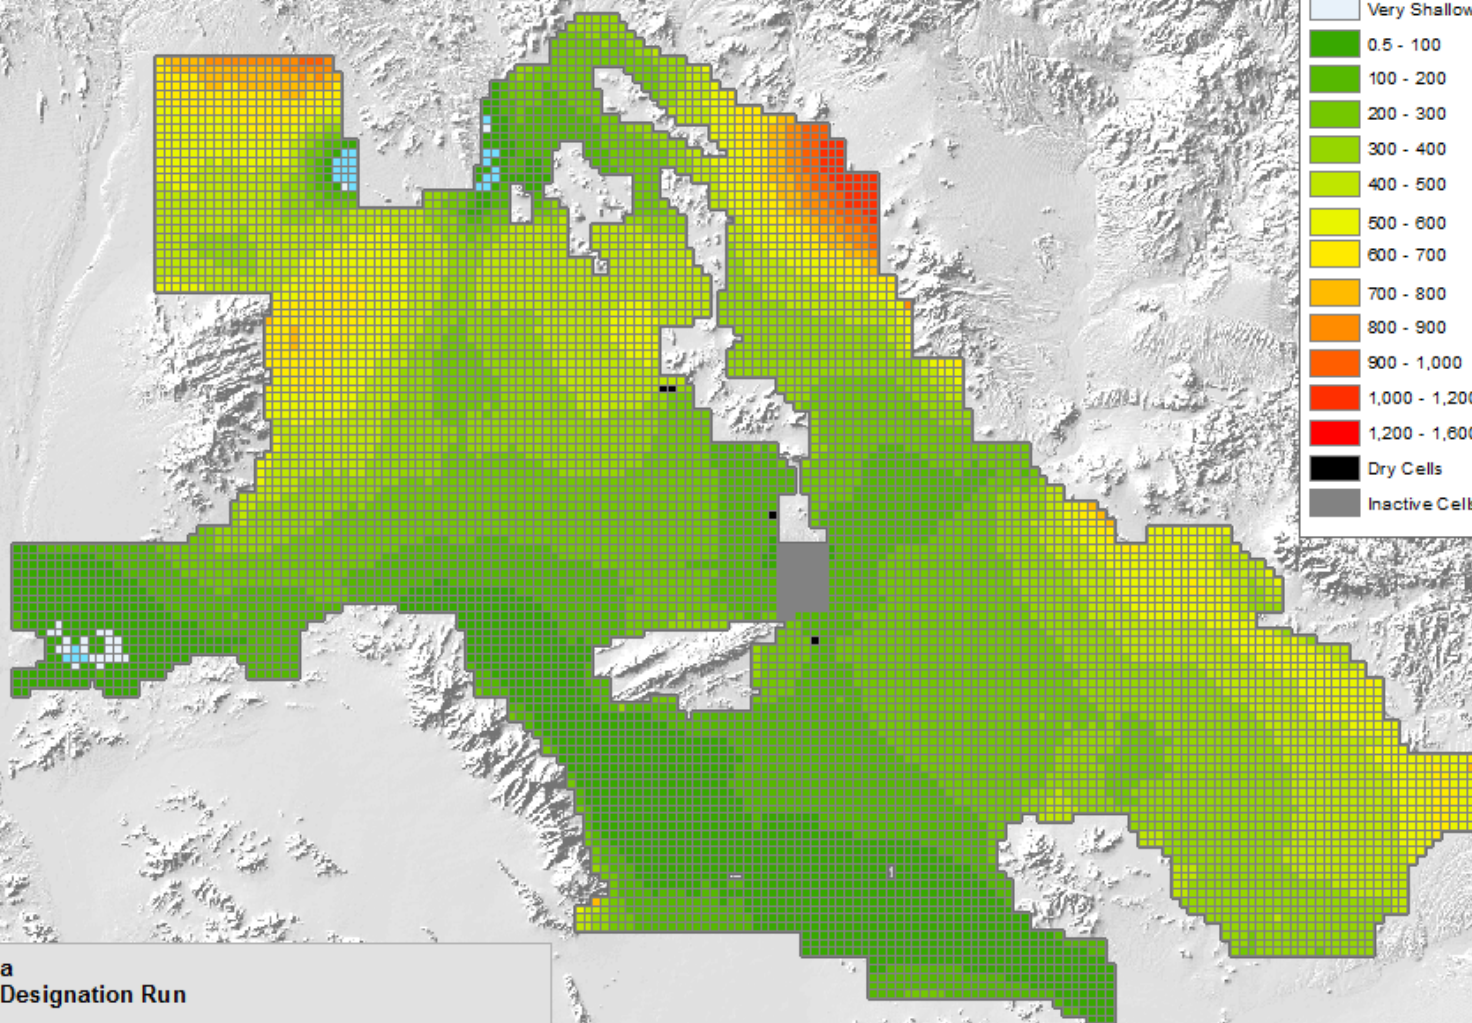 Very Shallow
0.5 - 100
100 - 200
200 - 300
300 - 400
400 - 500
500 - 600
600 - 700
700 - 800
800 - 900
900 - 1,000
1,000 - 1,200
1,200 - 1,600
Dry Cells
Inactive Cells
a
Designation Run